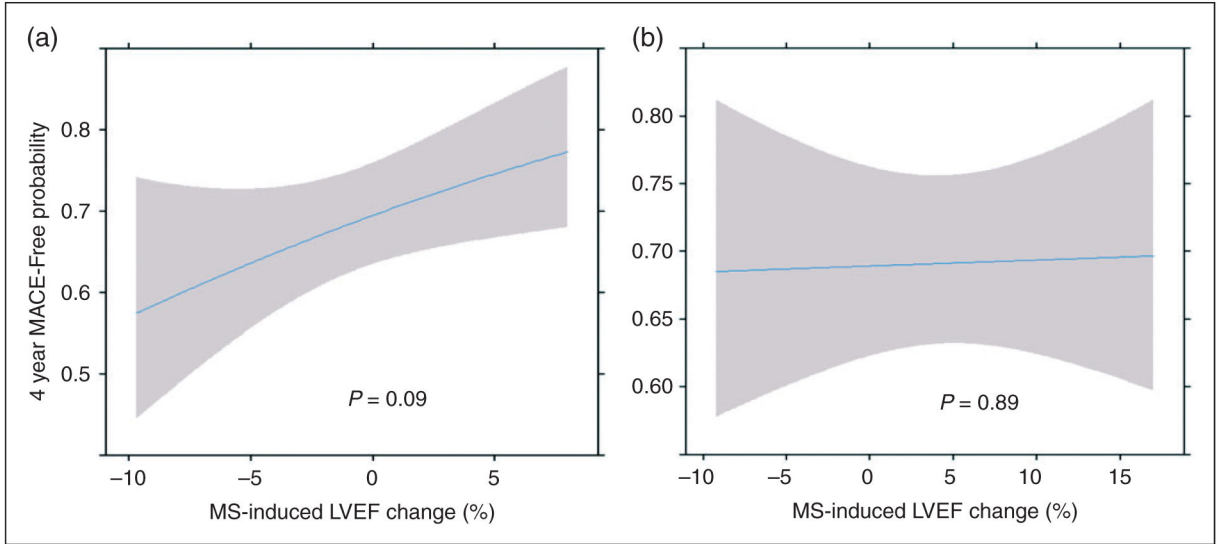 (a)
4 year MACE-Free probability
0.8
0.7
0.6
0.5
P = 0.09
–10
–5
0
5
MS-induced LVEF change (%)
(b)
0.80
0.75
0.70
0.65
0.60
P = 0.89
–10
–5
0
5
10
15
MS-induced LVEF change (%)